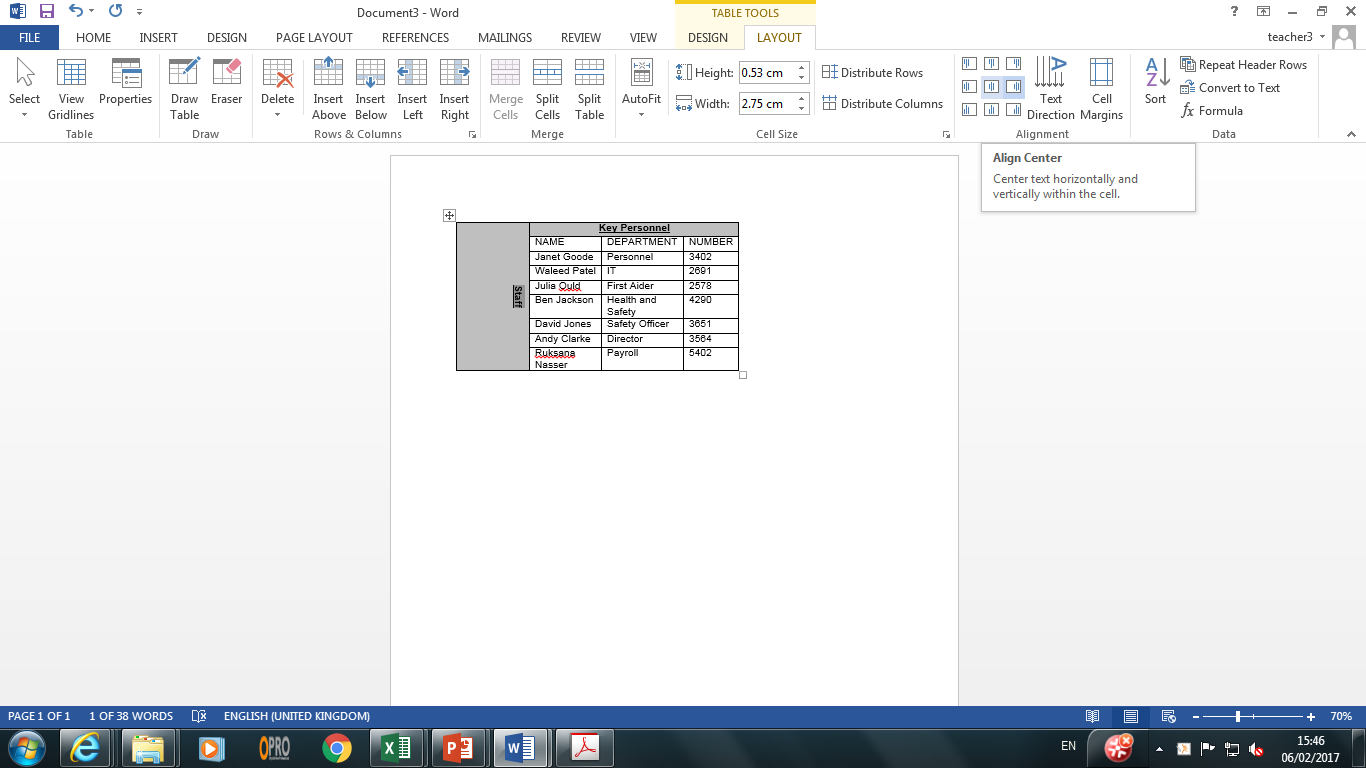 Document3 - Word
TABLE TOOLS
?
FILE HOME INSERT DESIGN PAGE LAYOUT REFERENCES MAILINGS REVIEW VIEW DESIGN LAYOUT
teacher3
Select
View Gridlines
Properties
Draw Table
Eraser
Delete
Insert Above
Insert Below
Insert Left
Insert Right
Merge Cells
Split Cells
Split Table
AutoFit
Height: 0.53 cm
Width: 2.75 cm
Distribute Rows
Distribute Columns
Text Direction
Cell Margins
Sort
Repeat Header Rows
Convert to Text
fx Formula
Table Draw Rows & Columns Merge Cell Size Alignment Data
Align Center
Center text horizontally and
vertically within the cell.
Staff
Key Personnel
NAME DEPARTMENT NUMBER
Janet Goode Personnel 3402
Waleed Patel IT 2691
Julia Ould First Aider 2578
Ben Jackson Health and Safety 4290
David Jones Safety Officer 3651
Andy Clarke Director 3564
Ruksana Nasser Payroll 5402
PAGE 1 OF 1 1 OF 38 WORDS ENGLISH (UNITED KINGDOM) 70%
OPRO
EN
15:46
06/02/2017